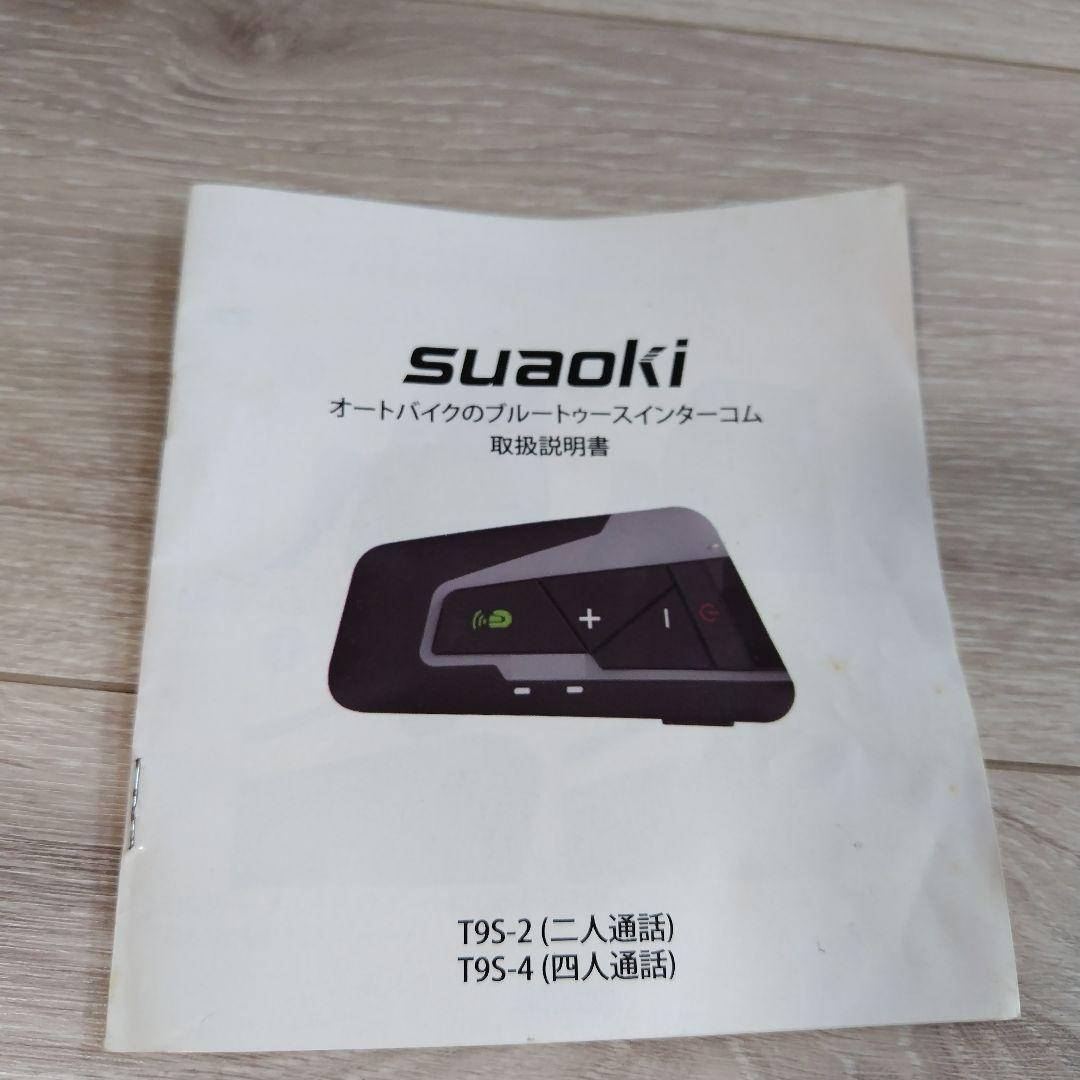 suaoki
オートバイクのブルートゥースインターコム
取扱説明書
T9S-2 (二人通話)
T9S-4 (四人通話)